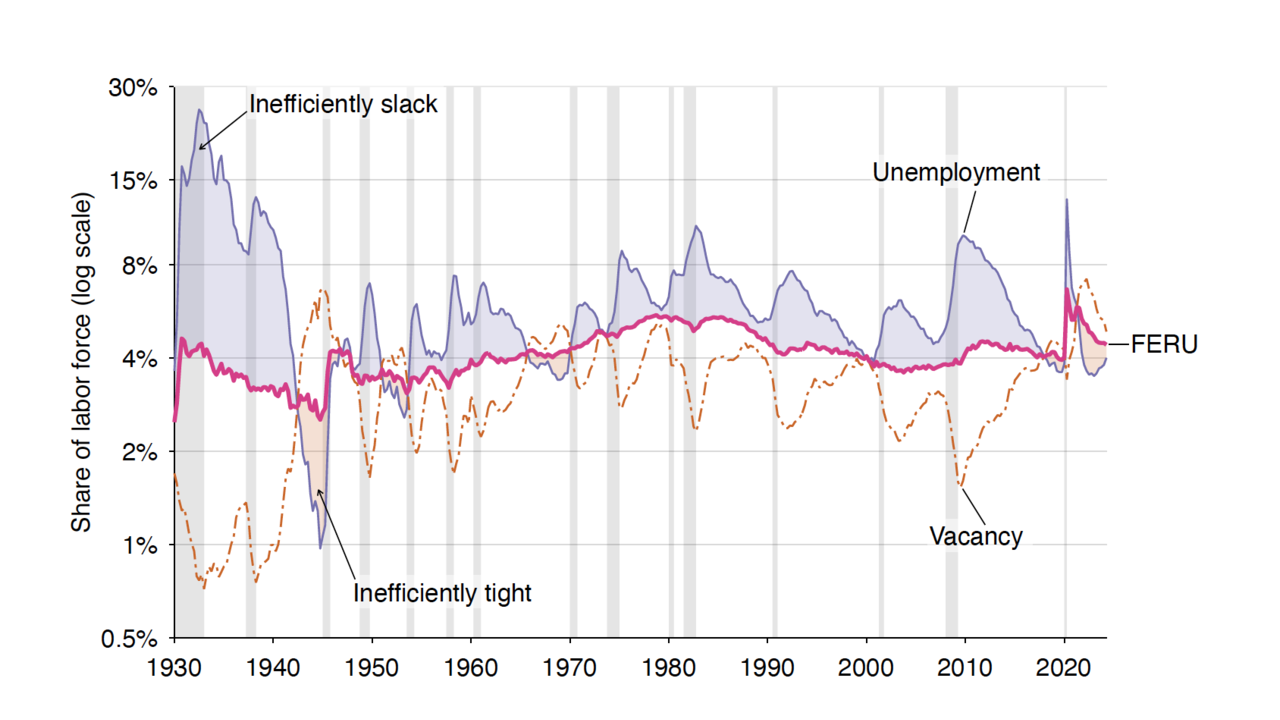 30%
Inefficiently slack
15%
Unemployment
8%
4%
FERU
2%
1%
Vacancy
Inefficiently tight
0.5%
Share of labor force (log scale)
1930 1940 1950 1960 1970 1980 1990 2000 2010 2020